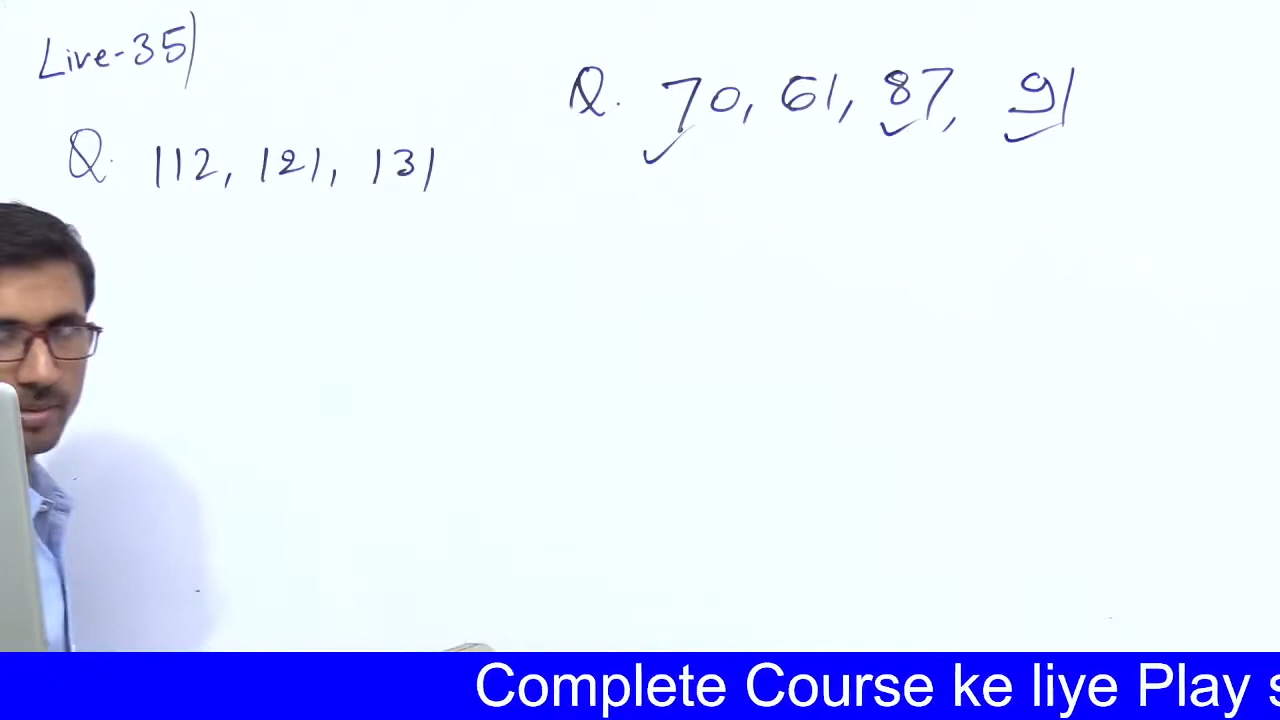 Live-35)
Q. 70, 61, 87, 91
Q. 112, 121, 131
Complete Course ke liye Play s